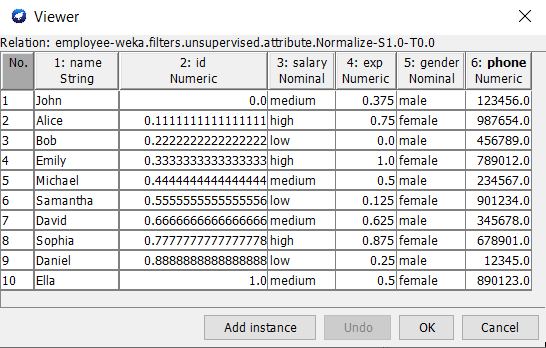 Viewer
Relation: employee-weka.filters.unsupervised.attribute.Normalize-S1.0-T0.0
No. 1: name 2: id 3: salary 4: exp 5: gender 6: phone
String Numeric Nominal Numeric Nominal Numeric
1 John 0.0 medium 0.375 male 123456.0
2 Alice 0.1111111111111111 high 0.75 female 987654.0
3 Bob 0.2222222222222222 low 0.0 male 456789.0
4 Emily 0.3333333333333333 high 1.0 female 789012.0
5 Michael 0.4444444444444444 medium 0.5 male 234567.0
6 Samantha 0.5555555555555556 low 0.125 female 901234.0
7 David 0.6666666666666666 medium 0.625 male 345678.0
8 Sophia 0.7777777777777778 high 0.875 female 678901.0
9 Daniel 0.8888888888888888 low 0.25 male 12345.0
10 Ella 1.0 medium 0.5 female 890123.0
Add instance Undo OK Cancel